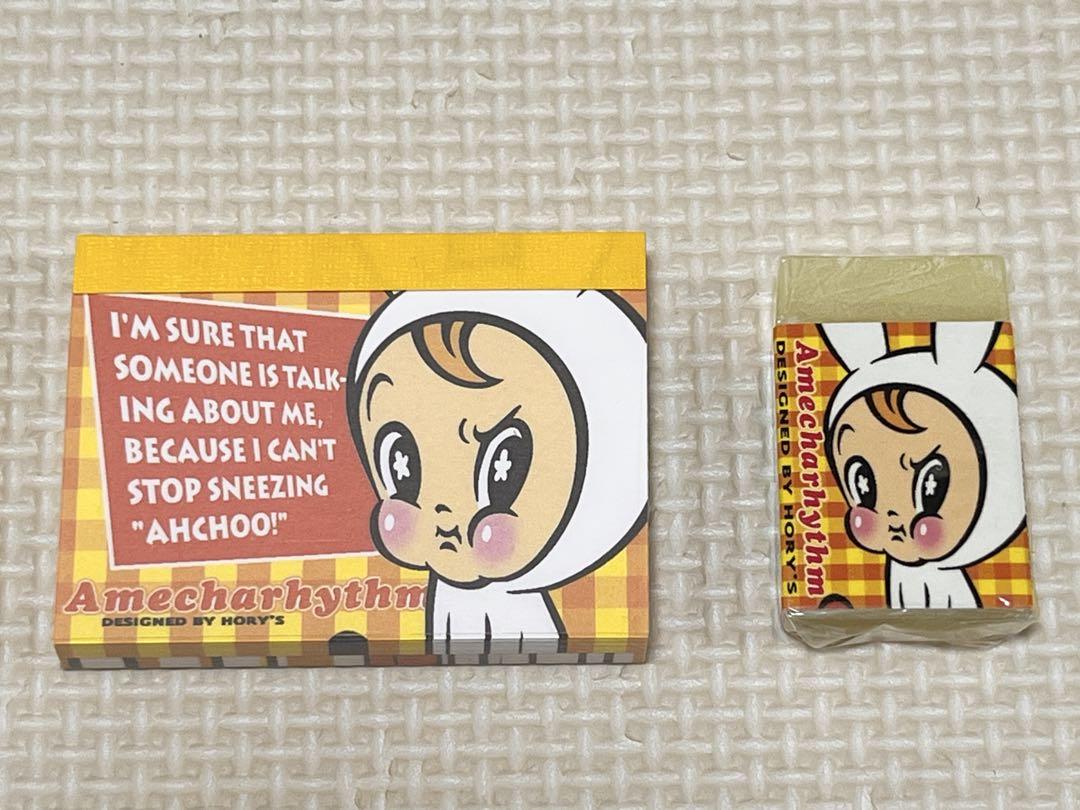 I'M SURE THAT
SOMEONE IS TALK-
ING ABOUT ME,
BECAUSE I CAN'T
STOP SNEEZING
"AHCHOO!"
Amecharhythm
DESIGNED BY HORY'S
Amecharhythm
DESIGNED BY HORY'S